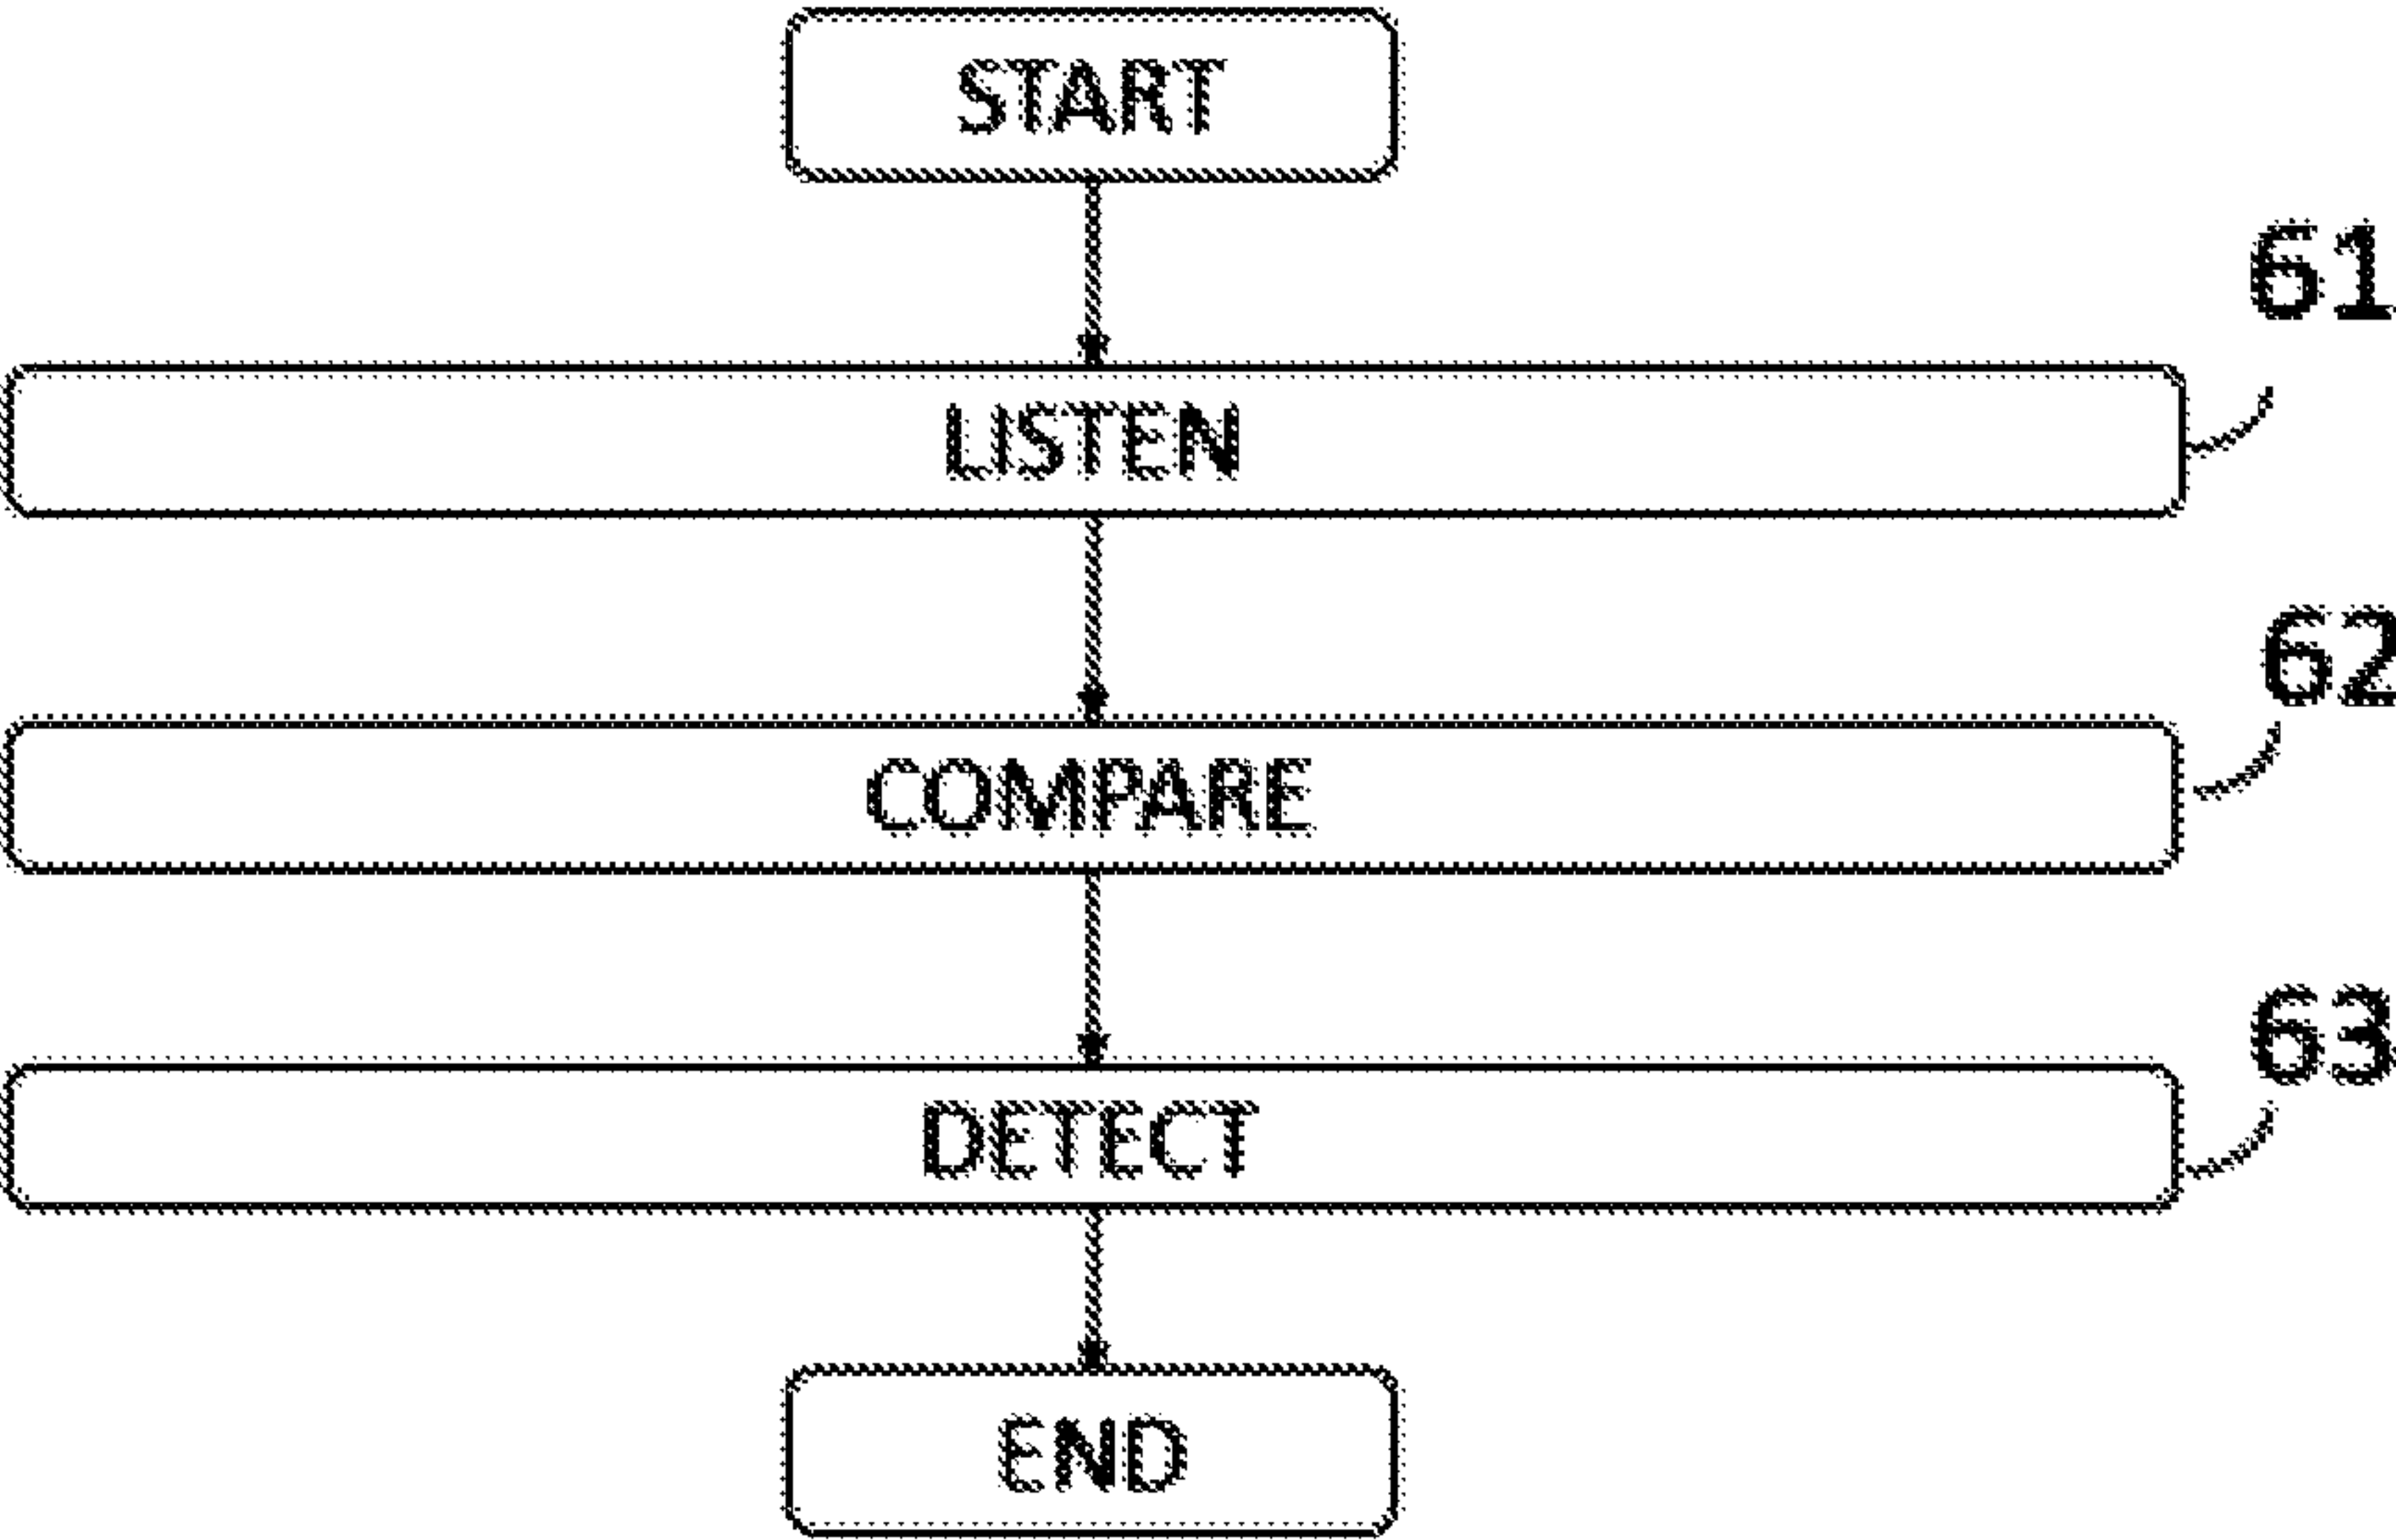 START
61
LISTEN
62
COMPARE
63
DETECT
END